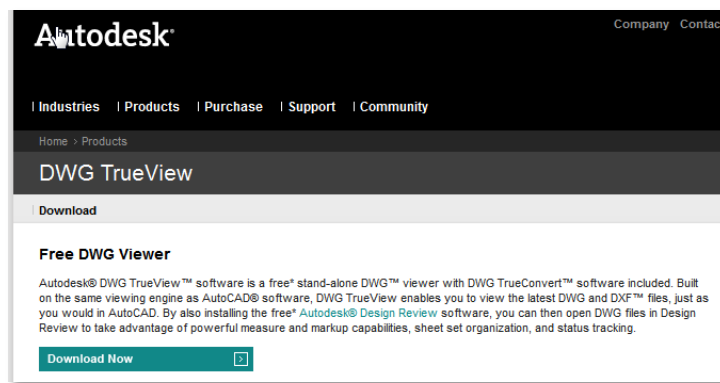 Autodesk®
Company Contac
Industries | Products | Purchase | Support | Community
Home > Products
DWG TrueView
Download
Free DWG Viewer
Autodesk® DWG TrueView™ software is a free* stand-alone DWG™ viewer with DWG TrueConvert™ software included. Built
on the same viewing engine as AutoCAD® software, DWG TrueView enables you to view the latest DWG and DXF™ files, just as
you would in AutoCAD. By also installing the free* Autodesk® Design Review software, you can then open DWG files in Design
Review to take advantage of powerful measure and markup capabilities, sheet set organization, and status tracking.
Download Now